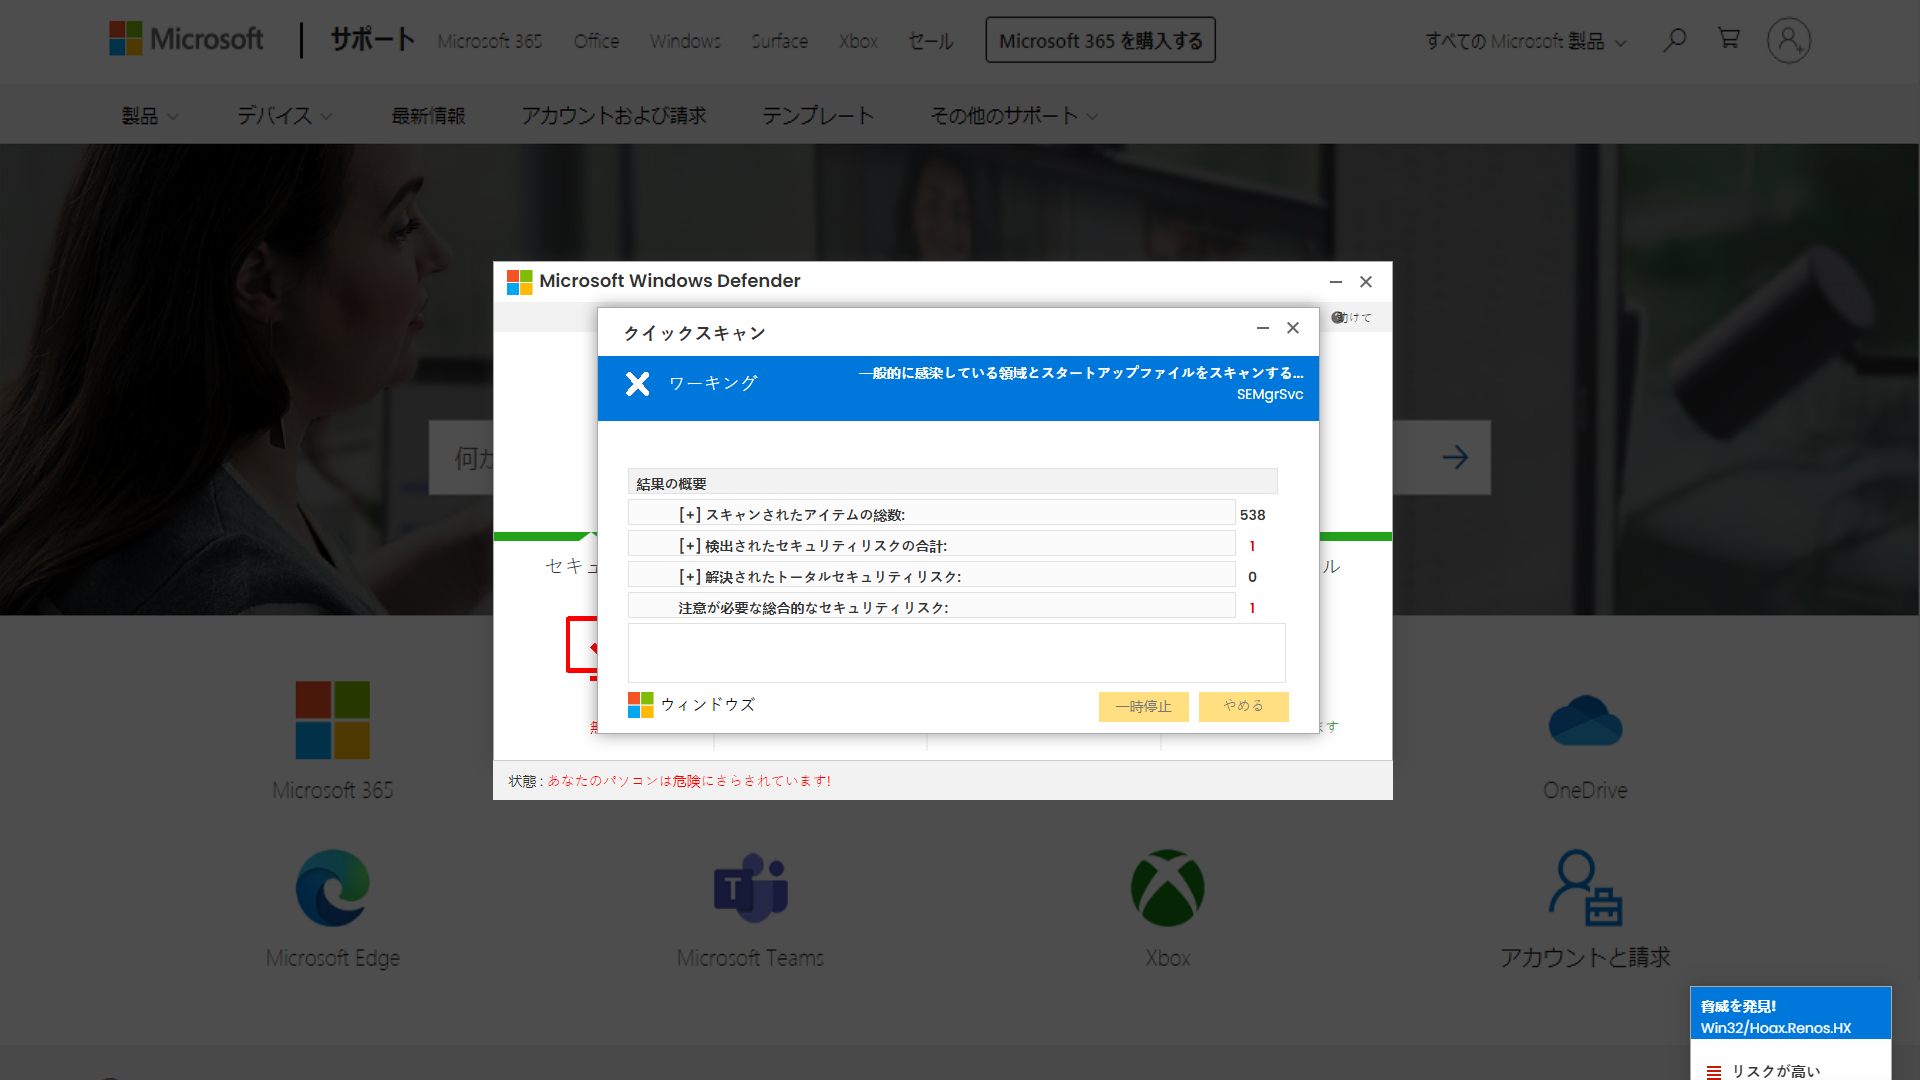 Microsoft サポート Microsoft 365 Office Windows Surface Xbox セール Microsoft 365 を購入する すべての Microsoft 製品
製品 デバイス 最新情報 アカウントおよび請求 テンプレート その他のサポート
Microsoft Windows Defender
けて
クイックスキャン
ワーキング
一般的に感染している領域とスタートアップファイルをスキャンする...
SEMgrSvc
何か
結果の概要
[+] スキャンされたアイテムの総数: 538
[+] 検出されたセキュリティリスクの合計: 1
[+] 解決されたトータルセキュリティリスク: 0
注意が必要な総合的なセキュリティリスク: 1
セキュ
ル
ウィンドウズ
一時停止 やめる
無
ます
状態 : あなたのパソコンは危険にさらされています!
Microsoft 365
OneDrive
Microsoft Edge
Microsoft Teams
Xbox
アカウントと請求
脅威を発見!
Win32/Hoax.Renos.HX
リスクが高い